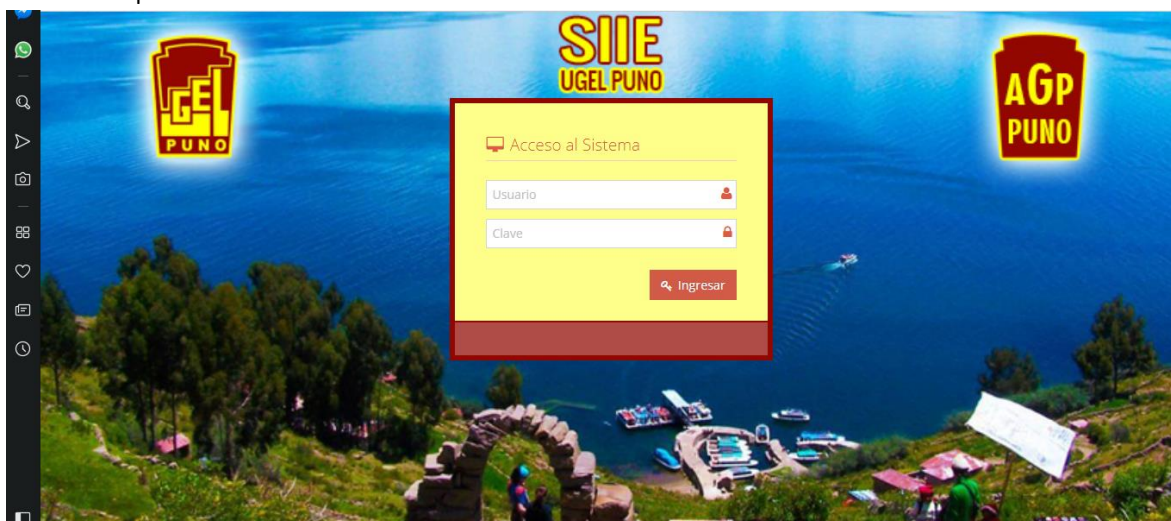 SIIE
UGEL PUNO
UGEL
PUNO
AGP
PUNO
Acceso al Sistema
Usuario
Clave
Ingresar